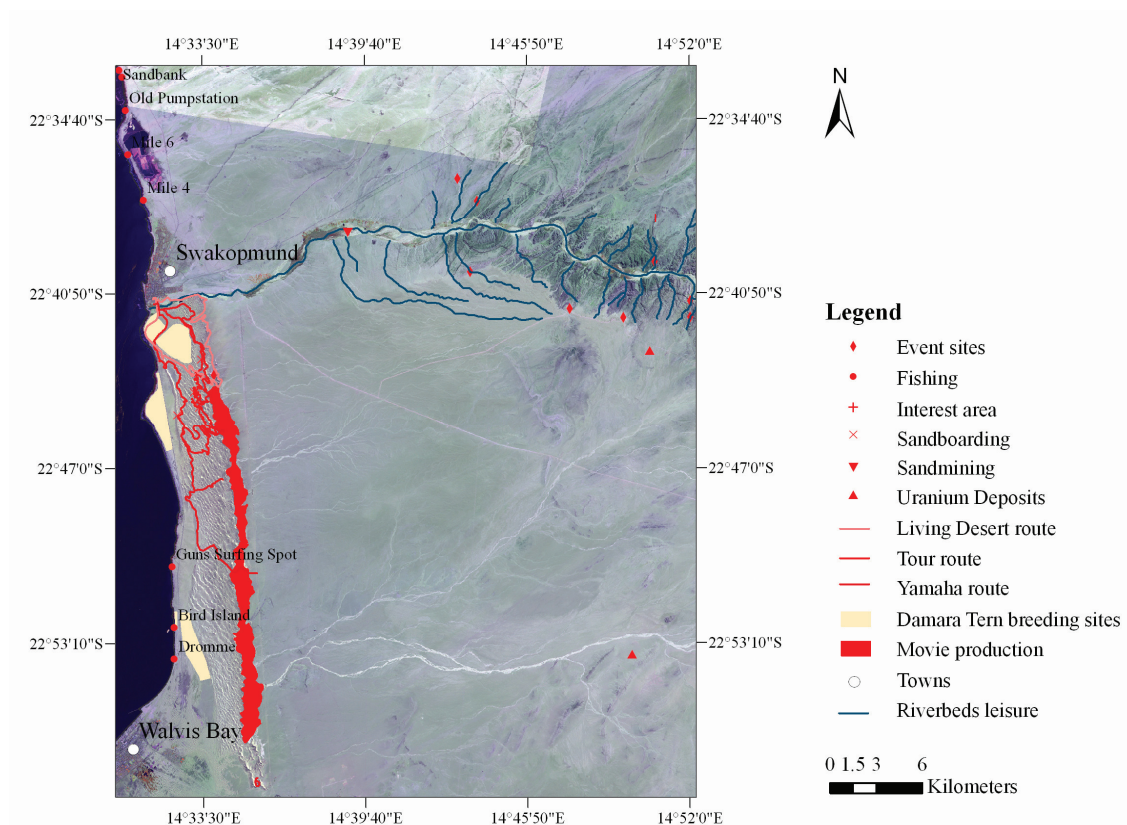 14°33'30"E 14°39'40"E 14°45'50"E 14°52'0"E
N
Sandbank
Old Pumpstation
22°34'40"S 22°34'40"S
Mile 6
Mile 4
Swakopmund
22°40'50"S 22°40'50"S
22°47'0"S 22°47'0"S
Guns Surfing Spot
Bird Island
22°53'10"S 22°53'10"S
Dromme
Walvis Bay
14°33'30"E 14°39'40"E 14°45'50"E 14°52'0"E
Legend
Event sites
Fishing
Interest area
Sandboarding
Sandmining
Uranium Deposits
Living Desert route
Tour route
Yamaha route
Damara Tern breeding sites
Movie production
Towns
Riverbeds leisure
0 1.5 3 6
Kilometers